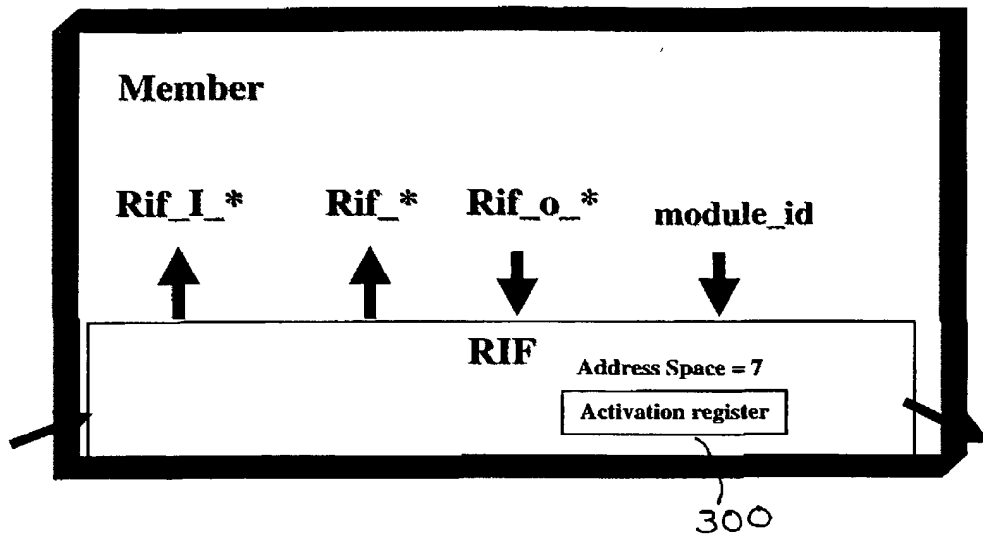 Member
Rif_I_* Rif_* Rif_o_* module_id
RIF
Address Space = 7
Activation register
300